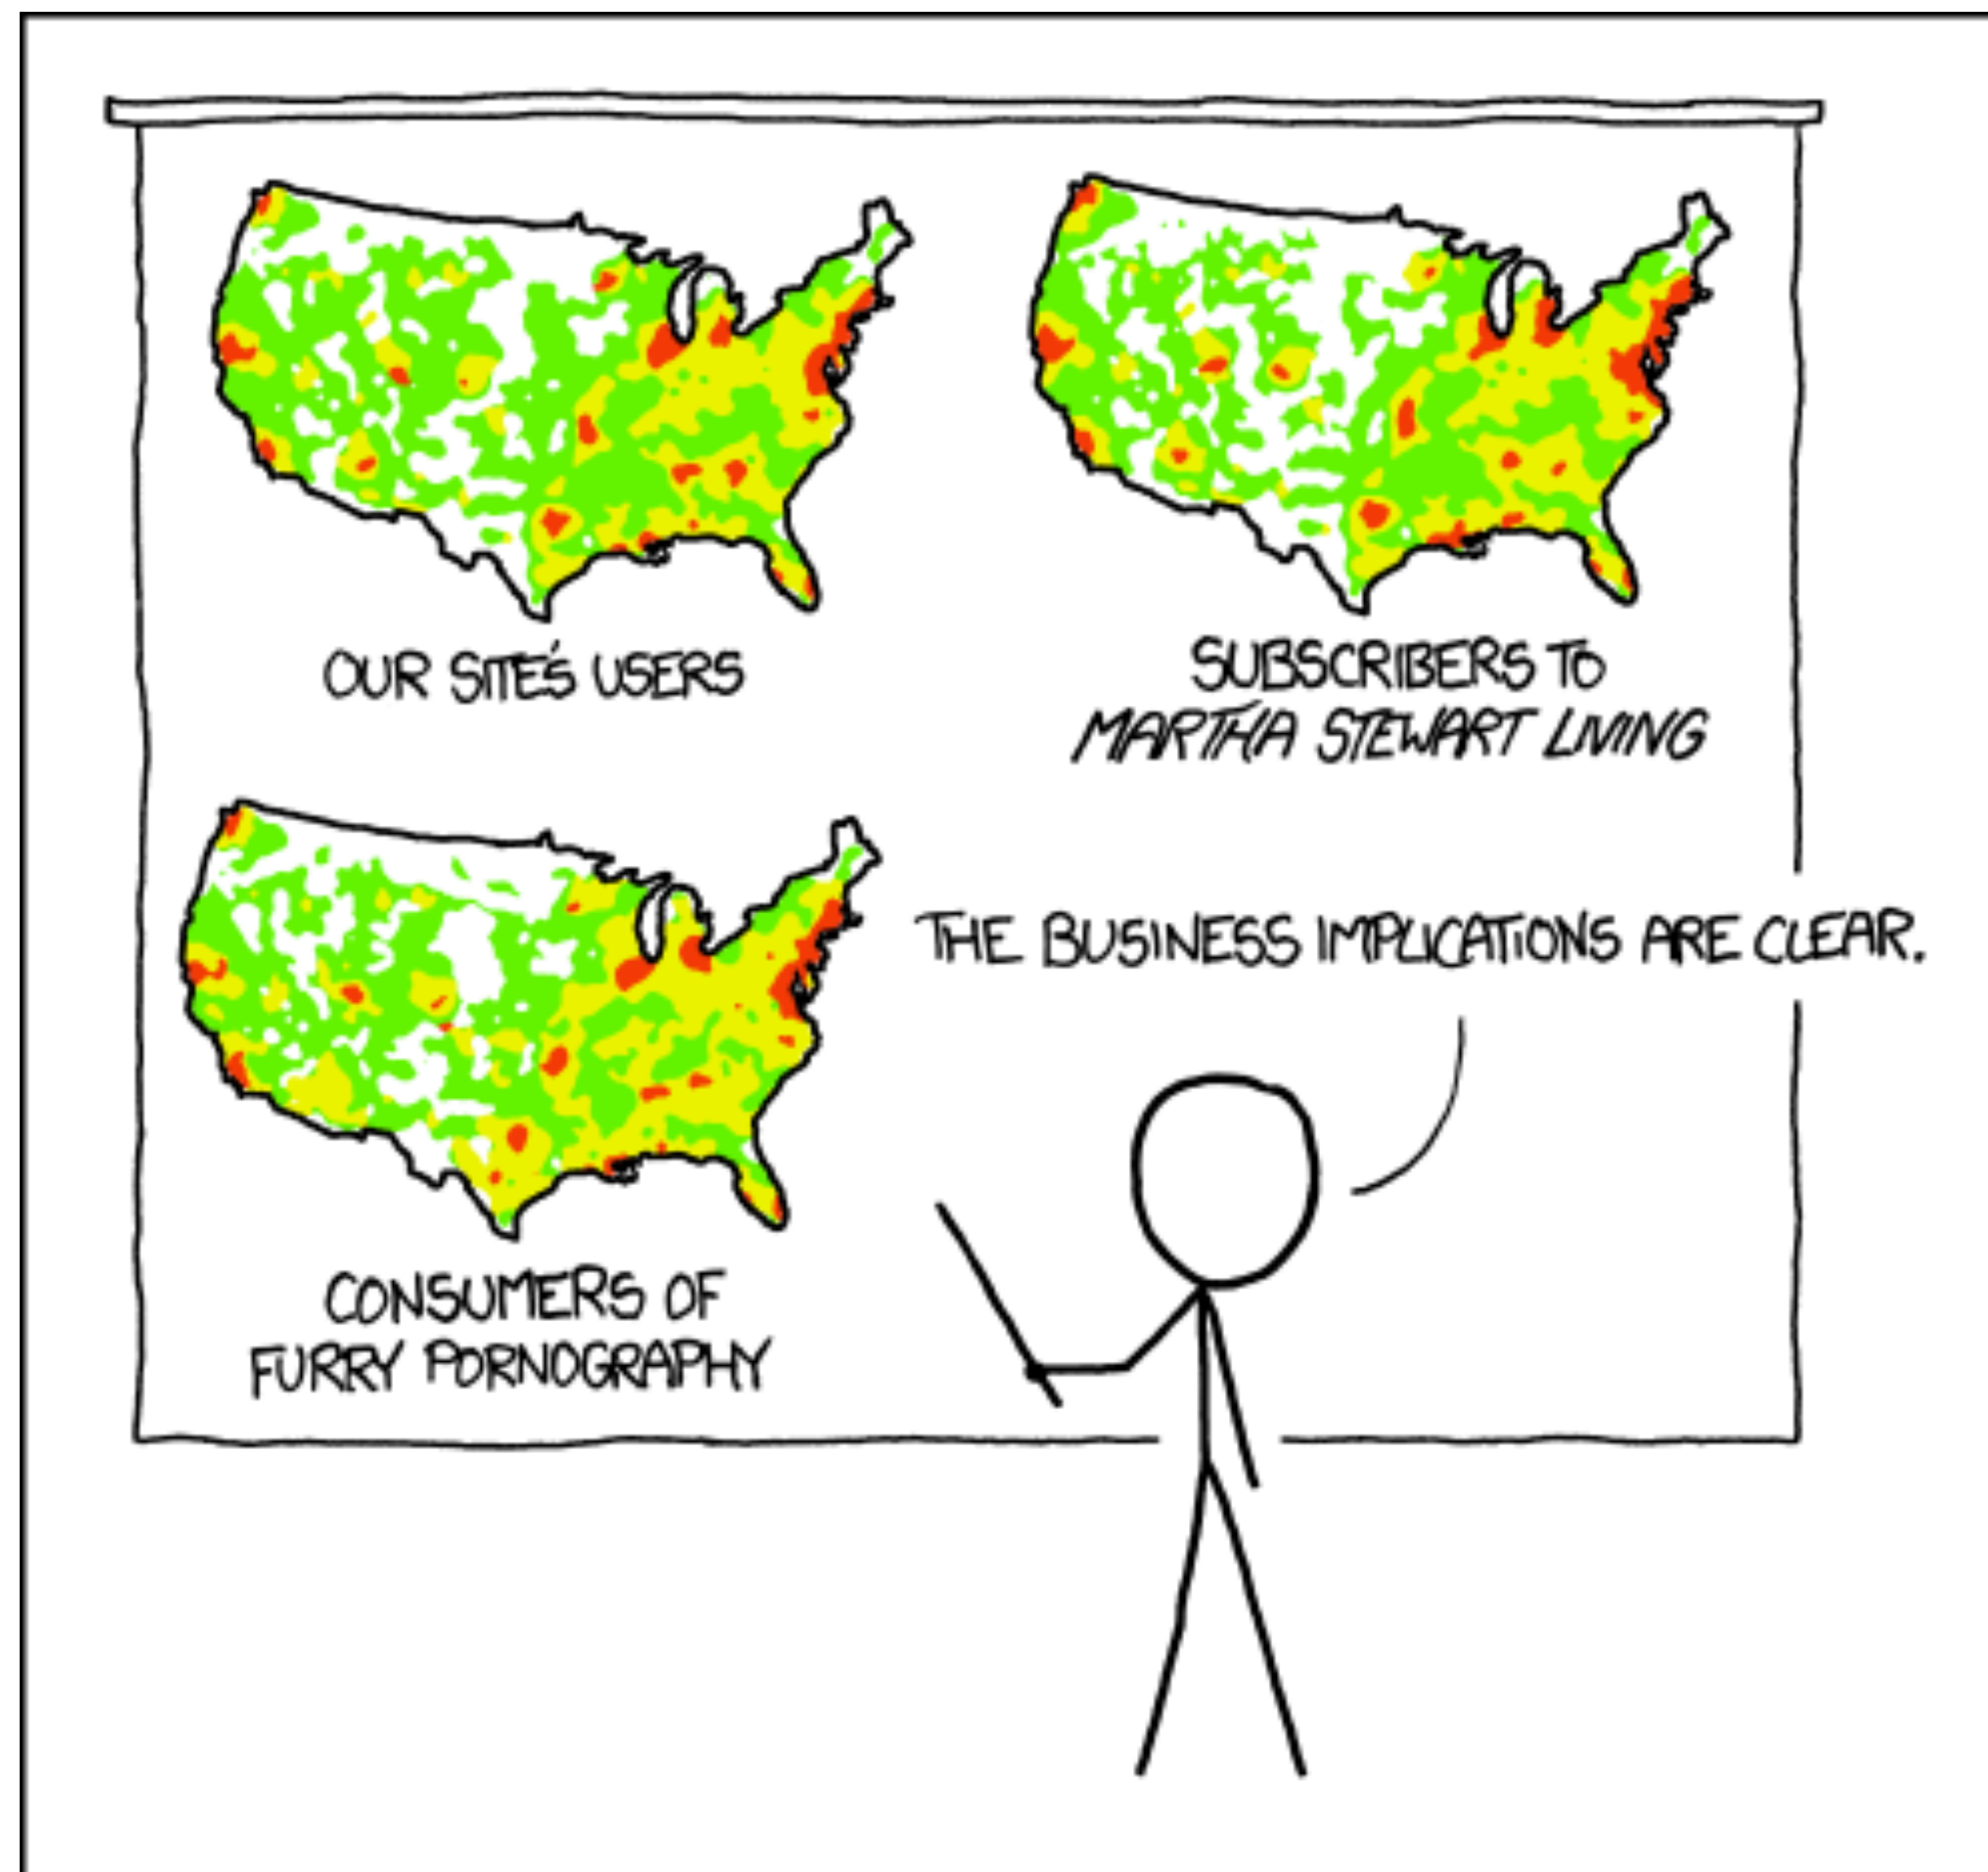 OUR SITE'S USERS
SUBSCRIBERS TO
MARTHA STEWART LIVING
CONSUMERS OF
FURRY PORNOGRAPHY
THE BUSINESS IMPLICATIONS ARE CLEAR.